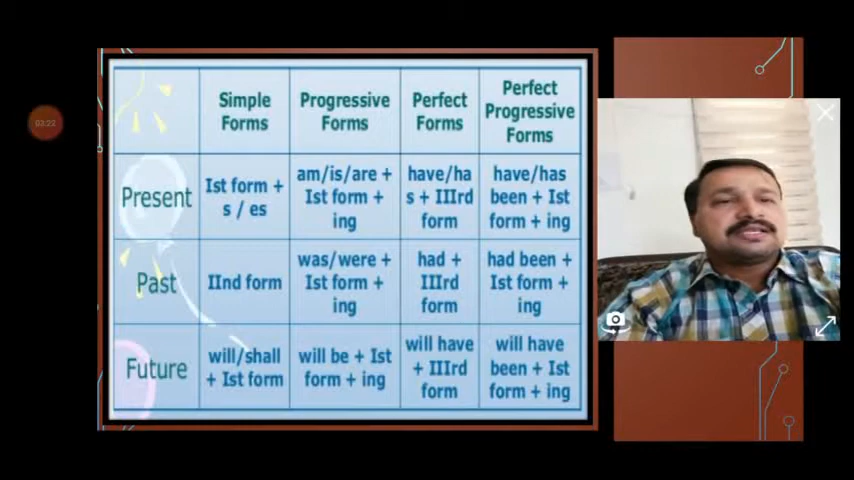 03:22
Simple
Forms
Progressive
Forms
Perfect
Forms
Perfect
Progressive
Forms
Present
Ist form +
s / es
am/is/are +
Ist form +
ing
have/ha
s + IIIrd
form
have/has
been + Ist
form + ing
Past
IInd form
was/were +
Ist form +
ing
had +
IIIrd
form
had been +
Ist form +
ing
Future
will/shall
+ Ist form
will be + Ist
form + ing
will have
+ IIIrd
form
will have
been + Ist
form + ing